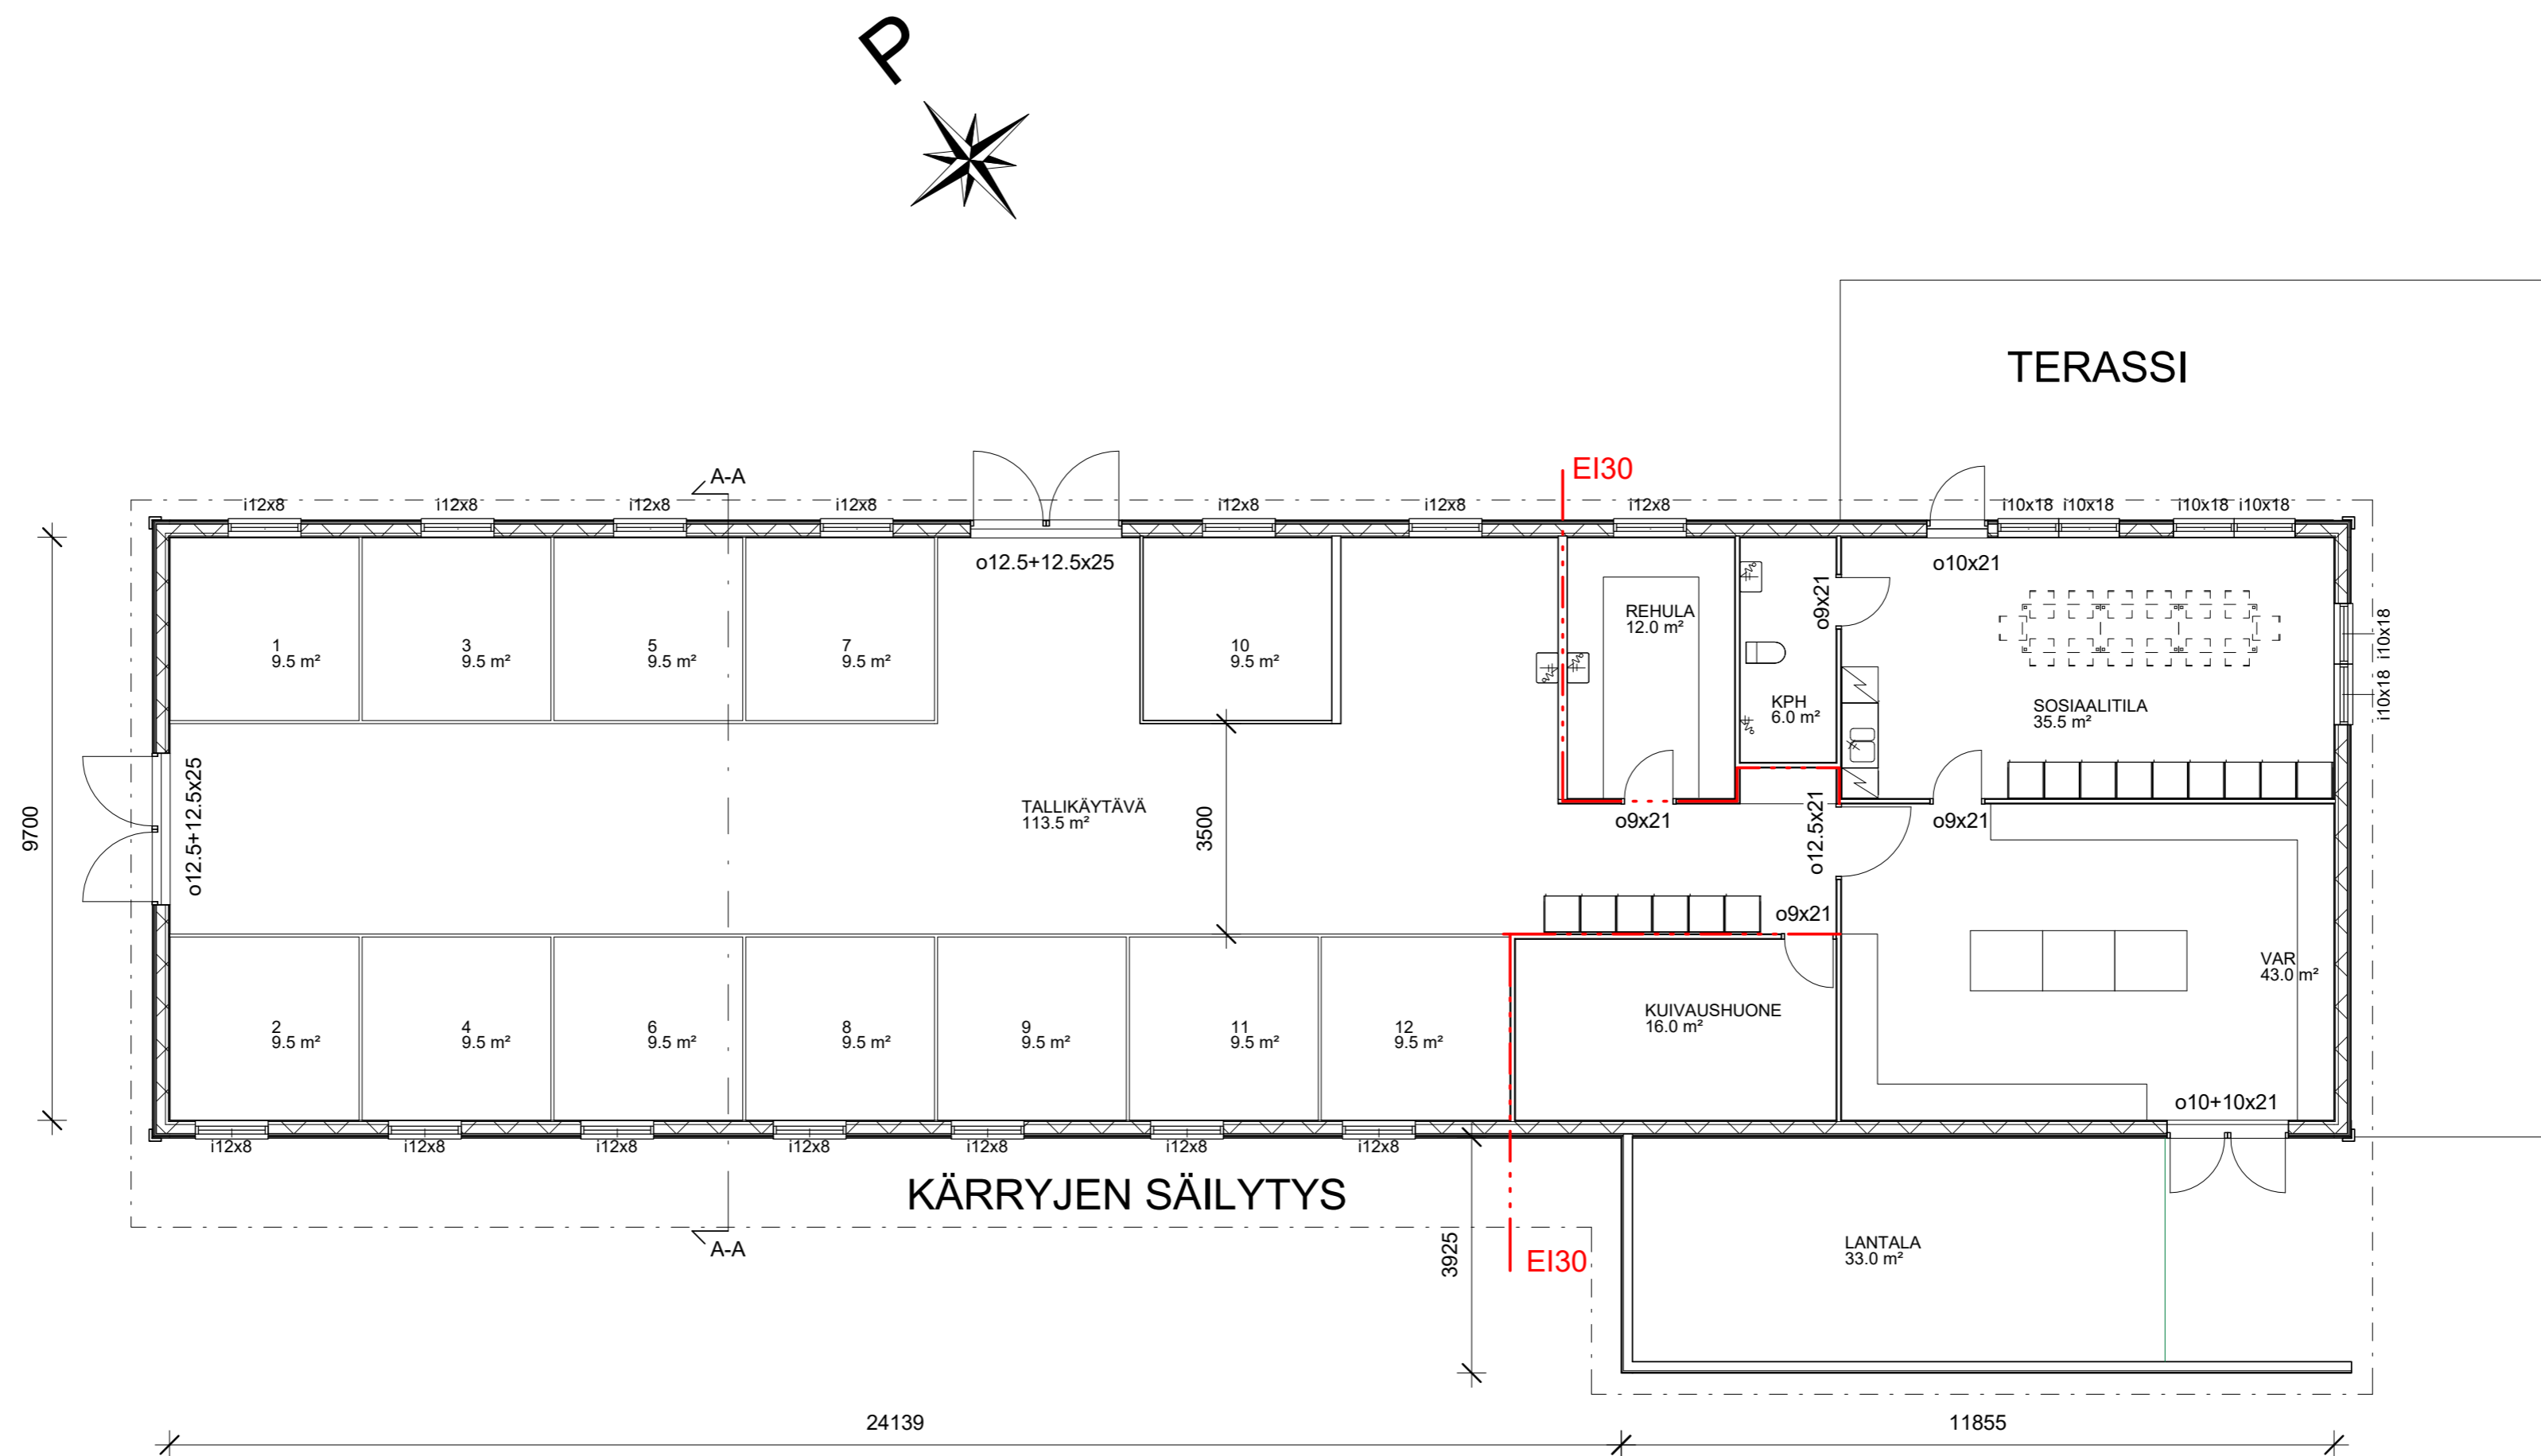 P
TERASSI
EI30
A-A
i12x8
i12x8
i12x8
i12x8
i12x8
i12x8
i12x8
i10x18
i10x18
i10x18
i10x18
o12.5+12.5x25
o10x21
o9x21
REHULA
12.0 m²
1
9.5 m²
3
9.5 m²
5
9.5 m²
7
9.5 m²
10
9.5 m²
i10x18
i10x18
KPH
6.0 m²
SOSIAALITILA
35.5 m²
9700
o12.5+12.5x25
TALLIKÄYTÄVÄ
113.5 m²
3500
o9x21
o12.5x21
o9x21
o9x21
VAR
43.0 m²
KUIVAUSHUONE
16.0 m²
2
9.5 m²
4
9.5 m²
6
9.5 m²
8
9.5 m²
9
9.5 m²
11
9.5 m²
12
9.5 m²
o10+10x21
i12x8
i12x8
i12x8
i12x8
i12x8
i12x8
i12x8
KÄRRYJEN SÄILYTYS
A-A
3925
EI30
LANTALA
33.0 m²
24139
11855